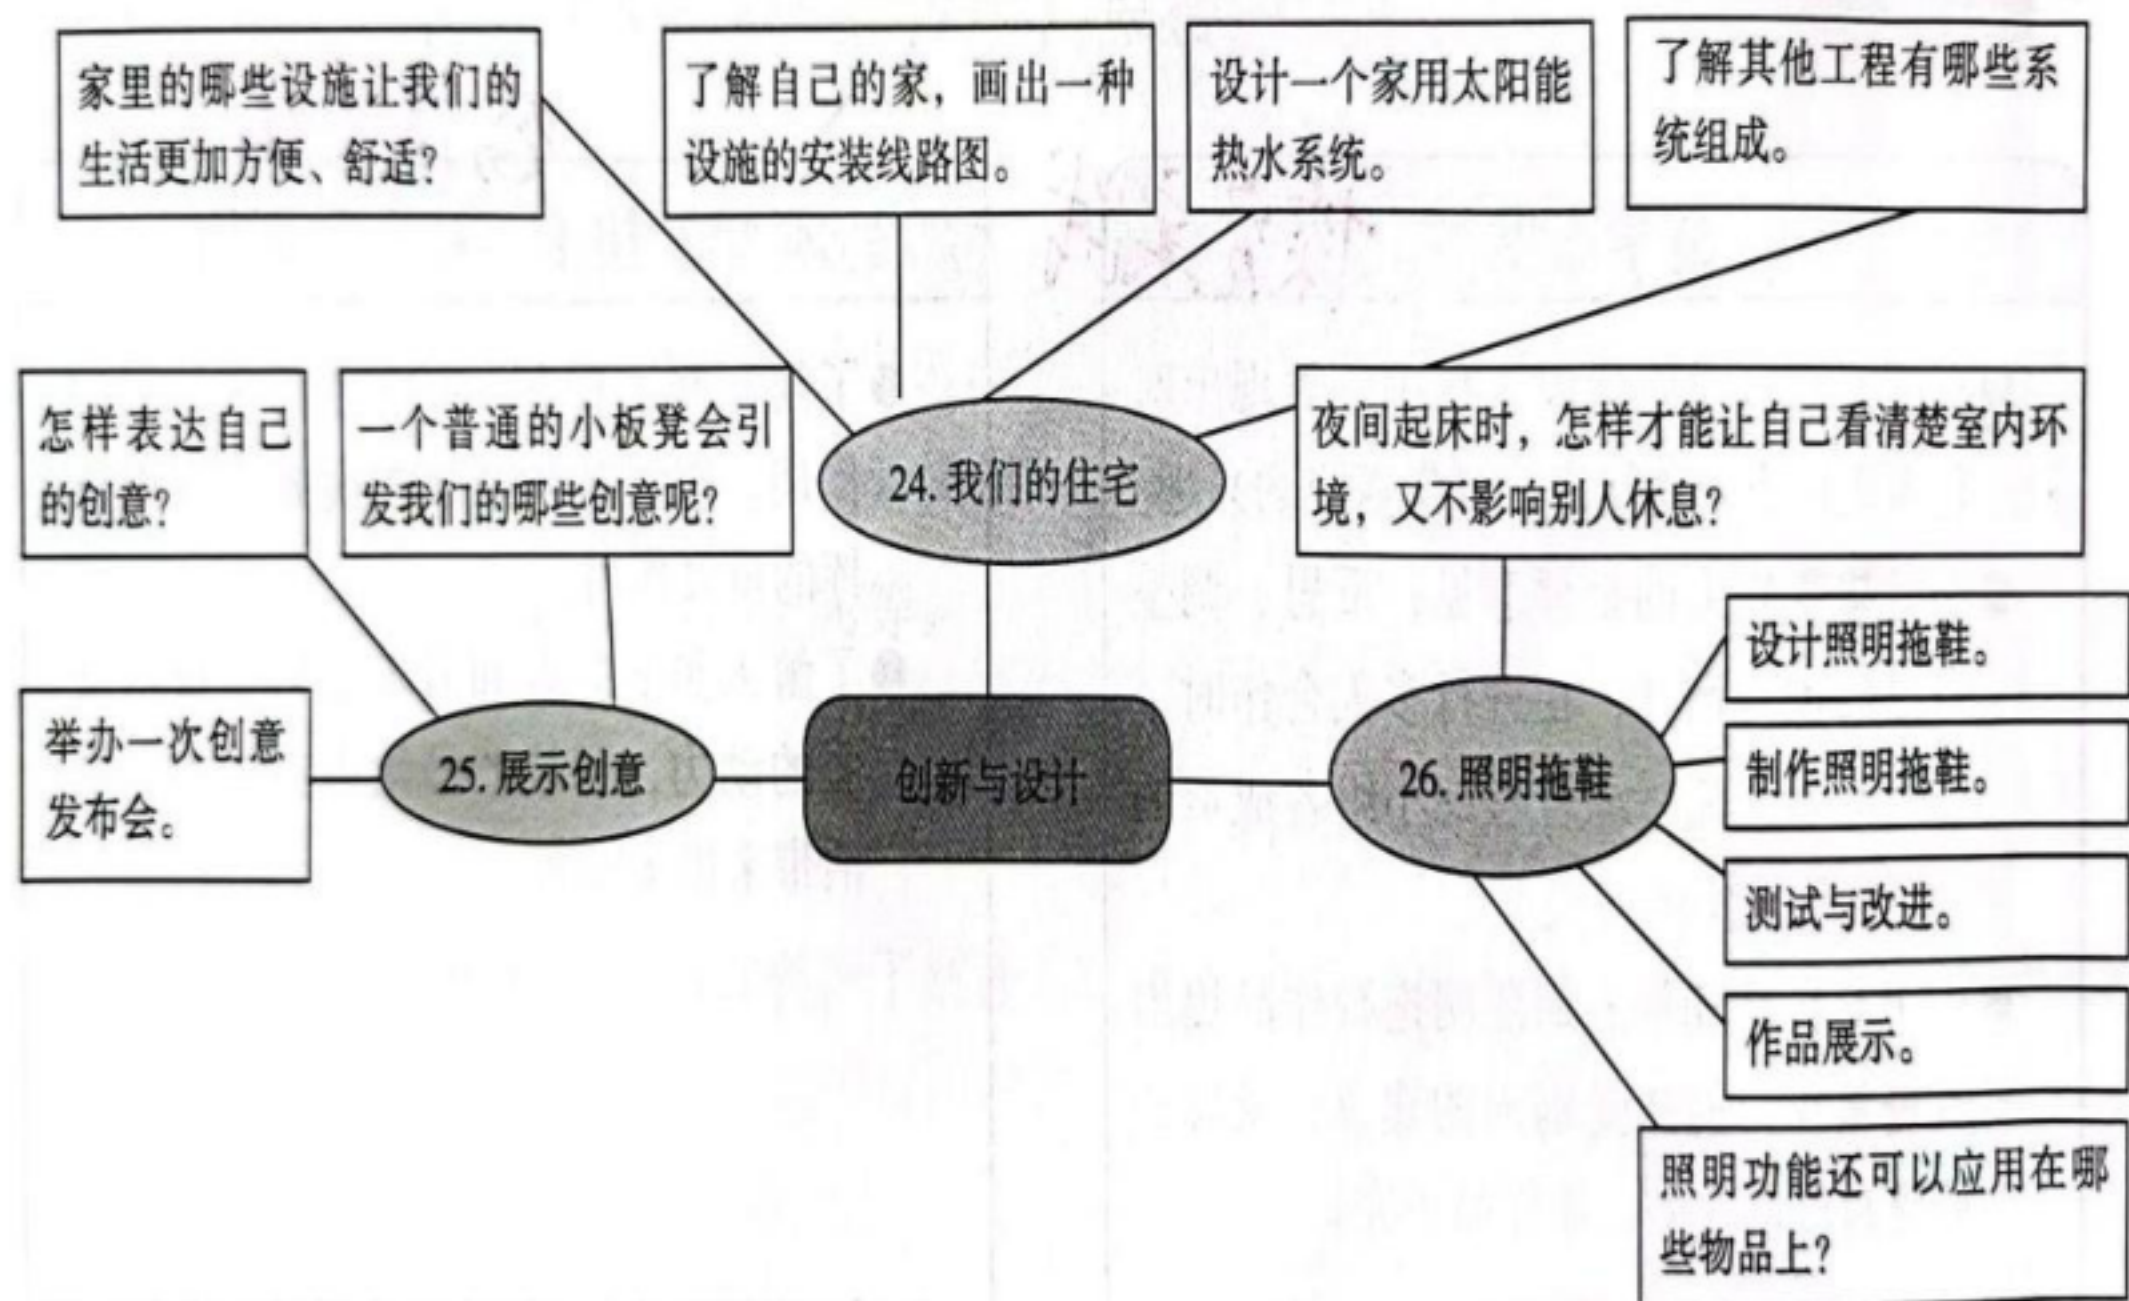 家里的哪些设施让我们的
生活更加方便、舒适?
了解自己的家，画出一种
设施的安装线路图。
设计一个家用太阳能
热水系统。
了解其他工程有哪些系
统组成。
怎样表达自己
的创意?
一个普通的小板凳会引
发我们的哪些创意呢?
24. 我们的住宅
夜间起床时，怎样才能让自己看清楚室内环
境，又不影响别人休息?
举办一次创意
发布会。
25. 展示创意
创新与设计
26. 照明拖鞋
设计照明拖鞋。
制作照明拖鞋。
测试与改进。
作品展示。
照明功能还可以应用在哪
些物品上?